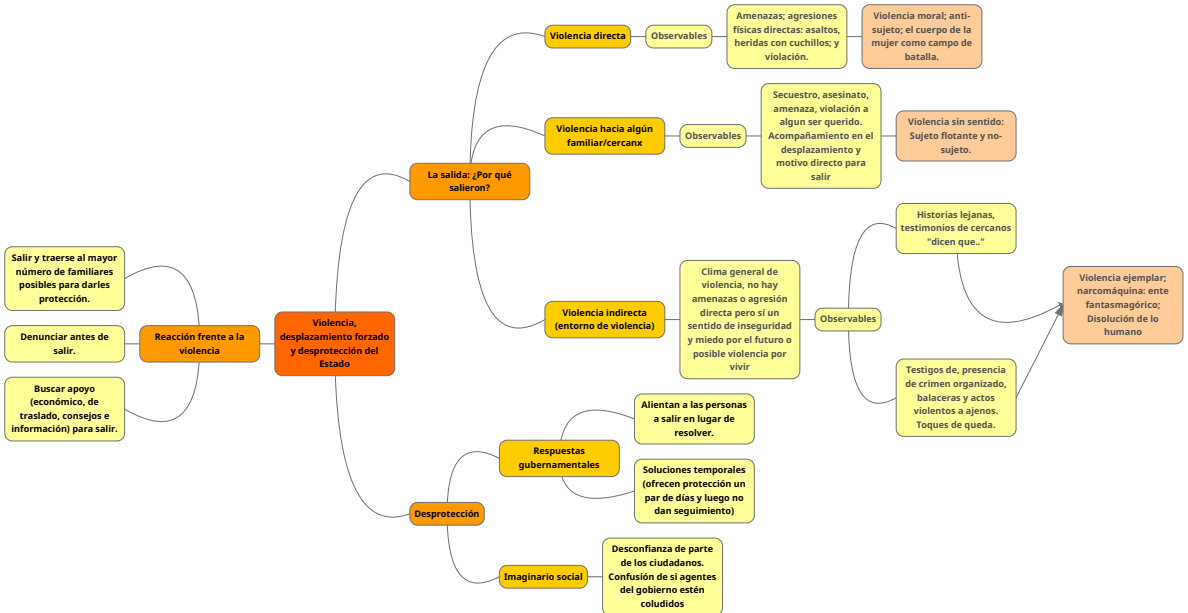 Violencia,
desplazamiento forzado
y desprotección del
Estado
La salida: ¿Por qué
salieron?
Violencia directa
Observables
Amenazas; agresiones
físicas directas: asaltos,
heridas con cuchillos; y
violación.
Violencia moral; anti-
sujeto; el cuerpo de la
mujer como campo de
batalla.
Violencia hacia algún
familiar/cercanx
Observables
Secuestro, asesinato,
amenaza, violación a
algun ser querido.
Acompañamiento en el
desplazamiento y
motivo directo para
salir
Violencia sin sentido:
Sujeto flotante y no-
sujeto.
Violencia indirecta
(entorno de violencia)
Clima general de
violencia, no hay
amenazas o agresión
directa pero sí un
sentido de inseguridad
y miedo por el futuro o
posible violencia por
vivir
Observables
Historias lejanas,
testimonios de cercanos
"dicen que.."
Testigos de, presencia
de crimen organizado,
balaceras y actos
violentos a ajenos.
Toques de queda.
Violencia ejemplar;
narcomáquina: ente
fantasmagórico;
Disolución de lo
humano
Desprotección
Respuestas
gubernamentales
Alientan a las personas
a salir en lugar de
resolver.
Soluciones temporales
(ofrecen protección un
par de días y luego no
dan seguimiento)
Imaginario social
Desconfianza de parte
de los ciudadanos.
Confusión de si agentes
del gobierno estén
coludidos
Reacción frente a la
violencia
Salir y traerse al mayor
número de familiares
posibles para darles
protección.
Denunciar antes de
salir.
Buscar apoyo
(económico, de
traslado, consejos e
información) para salir.